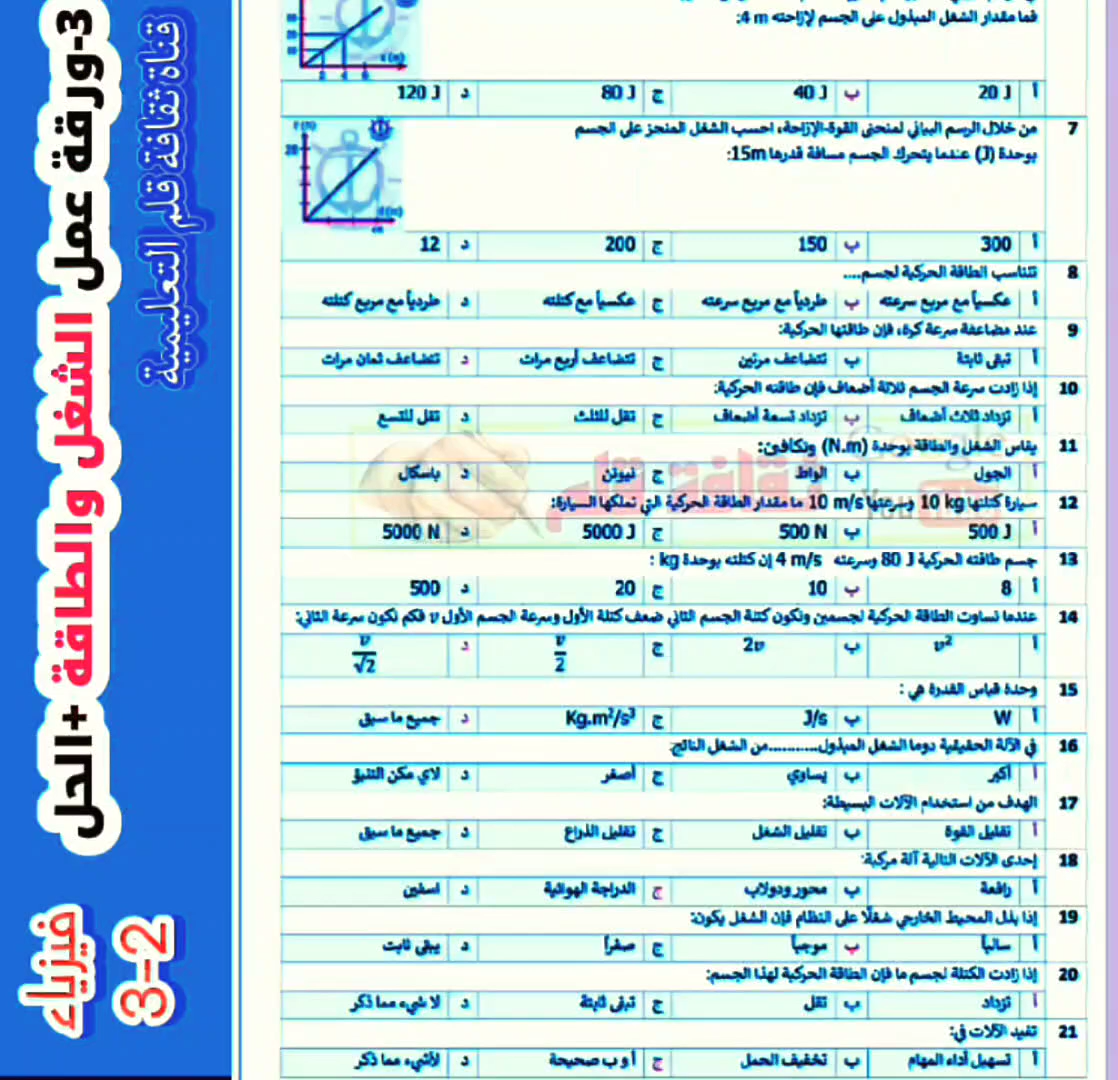 3-ورقة عمل الشغل والطاقة +الحل
قناة ثقافة قلم التعليمية
فيزياء
3-2
فما مقدار الشغل المبذول على الجسم لإزاحته 4 m:
أ 20 J ب 40 J ج 80 J د 120 J
7 من خلال الرسم البياني لمنحنى القوة-الإزاحة، احسب الشغل المنجز على الجسم
بوحدة (J) عندما يتحرك الجسم مسافة قدرها 15m:
أ 300 ب 150 ج 200 د 12
8 تتناسب الطاقة الحركية لجسم....
أ عكسياً مع مربع سرعته ب طردياً مع مربع سرعته ج عكسياً مع كتلته د طردياً مع مربع كتلته
9 عند مضاعفة سرعة كرة، فإن طاقتها الحركية:
أ تبقى ثابتة ب تتضاعف مرتين ج تتضاعف أربع مرات د تتضاعف ثمان مرات
10 إذا زادت سرعة الجسم ثلاثة أضعاف فإن طاقته الحركية:
أ تزداد ثلاث أضعاف ب تزداد تسعة أضعاف ج تقل للثلث د تقل للتسع
11 يقاس الشغل والطاقة بوحدة (N.m) وتكافئ:
أ الجول ب الواط ج نيوتن د باسكال
12 سيارة كتلتها 10 kg وسرعتها 10 m/s ما مقدار الطاقة الحركية التي تملكها السيارة:
أ 500 J ب 500 N ج 5000 J د 5000 N
13 جسم طاقته الحركية 80 J وسرعته 4 m/s إن كتلته بوحدة kg :
أ 8 ب 10 ج 20 د 500
14 عندما تساوت الطاقة الحركية لجسمين وتكون كتلة الجسم الثاني ضعف كتلة الأول وسرعة الجسم الأول v فكم تكون سرعة الثاني:
أ v² ب 2v ج v/2 د v/√2
15 وحدة قياس القدرة هي :
أ W ب J/s ج Kg.m²/s³ د جميع ما سبق
16 في الآلة الحقيقية دوما الشغل المبذول............من الشغل الناتج
أ أكبر ب يساوي ج أصغر د لاي مكن التنبؤ
17 الهدف من استخدام الآلات البسيطة:
أ تقليل القوة ب تقليل الشغل ج تقليل الذراع د جميع ما سبق
18 إحدى الآلات التالية آلة مركبة:
أ رافعة ب محور ودولاب ج الدراجة الهوائية د اسفين
19 إذا بذل المحيط الخارجي شغلًا على النظام فإن الشغل يكون:
أ سالباً ب موجباً ج صفراً د يبقى ثابت
20 إذا زادت الكتلة لجسم ما فإن الطاقة الحركية لهذا الجسم:
أ تزداد ب تقل ج تبقى ثابتة د لا شيء مما ذكر
21 تفيد الآلات في:
أ تسهيل أداء المهام ب تخفيف الحمل ج أ و ب صحيحة د لاشيء مما ذكر